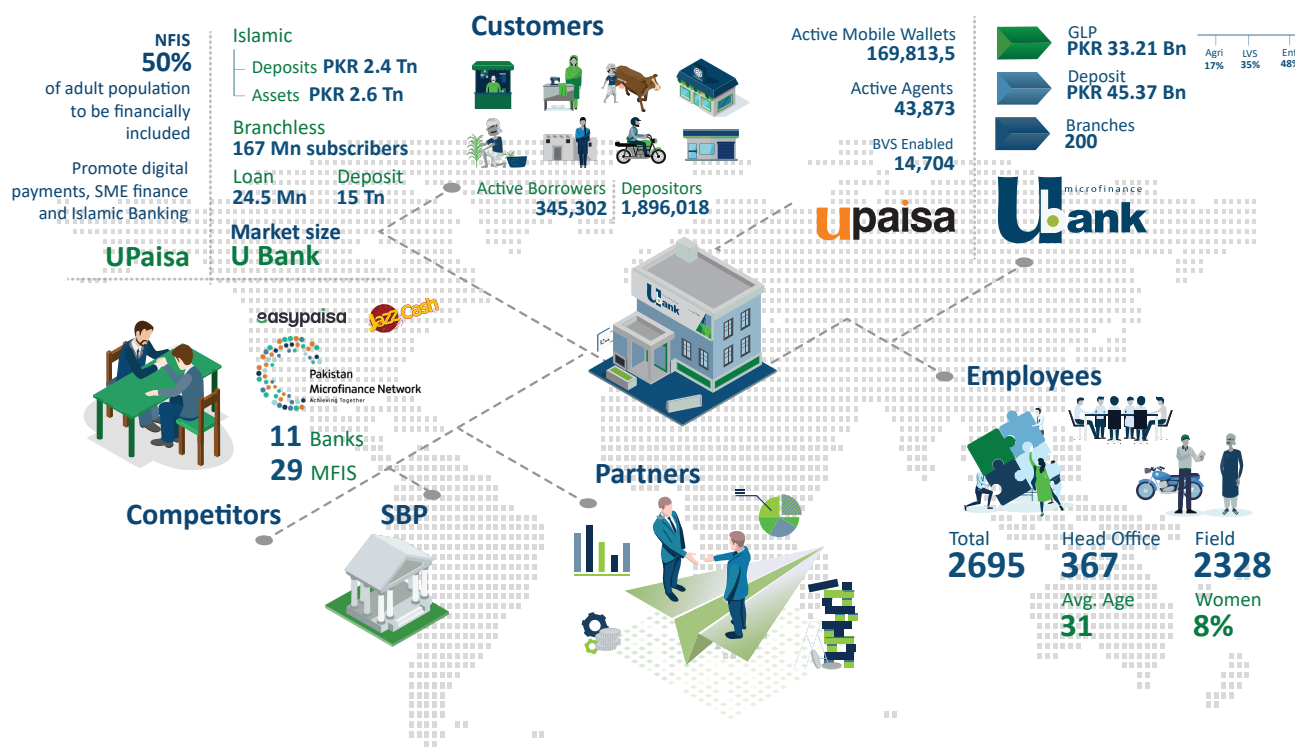 NFIS
50%
of adult population
to be financially
included
Promote digital
payments, SME finance
and Islamic Banking
UPaisa
Islamic
Deposits PKR 2.4 Tn
Assets PKR 2.6 Tn
Branchless
167 Mn subscribers
Loan Deposit
24.5 Mn 15 Tn
Market size
U Bank
Customers
Active Borrowers
345,302
Depositors
1,896,018
Active Mobile Wallets
169,813,5
Active Agents
43,873
BVS Enabled
14,704
upaisa
GLP
PKR 33.21 Bn
Deposit
PKR 45.37 Bn
Branches
200
Agri LVS Ent
17% 35% 48%
microfinance
Ubank
Ubank
easypaisa
JazzCash
Pakistan
Microfinance Network
Achieving Together
11 Banks
29 MFIS
Competitors
SBP
Partners
Employees
Total Head Office Field
2695 367 2328
Avg. Age Women
31 8%